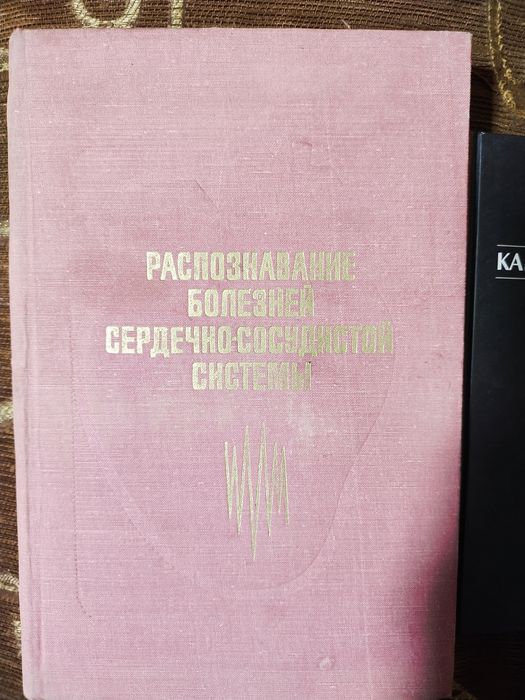 РАСПОЗНАВАНИЕ
БОЛЕЗНЕЙ
СЕРДЕЧНО-СОСУДИСТОЙ
СИСТЕМЫ
КА